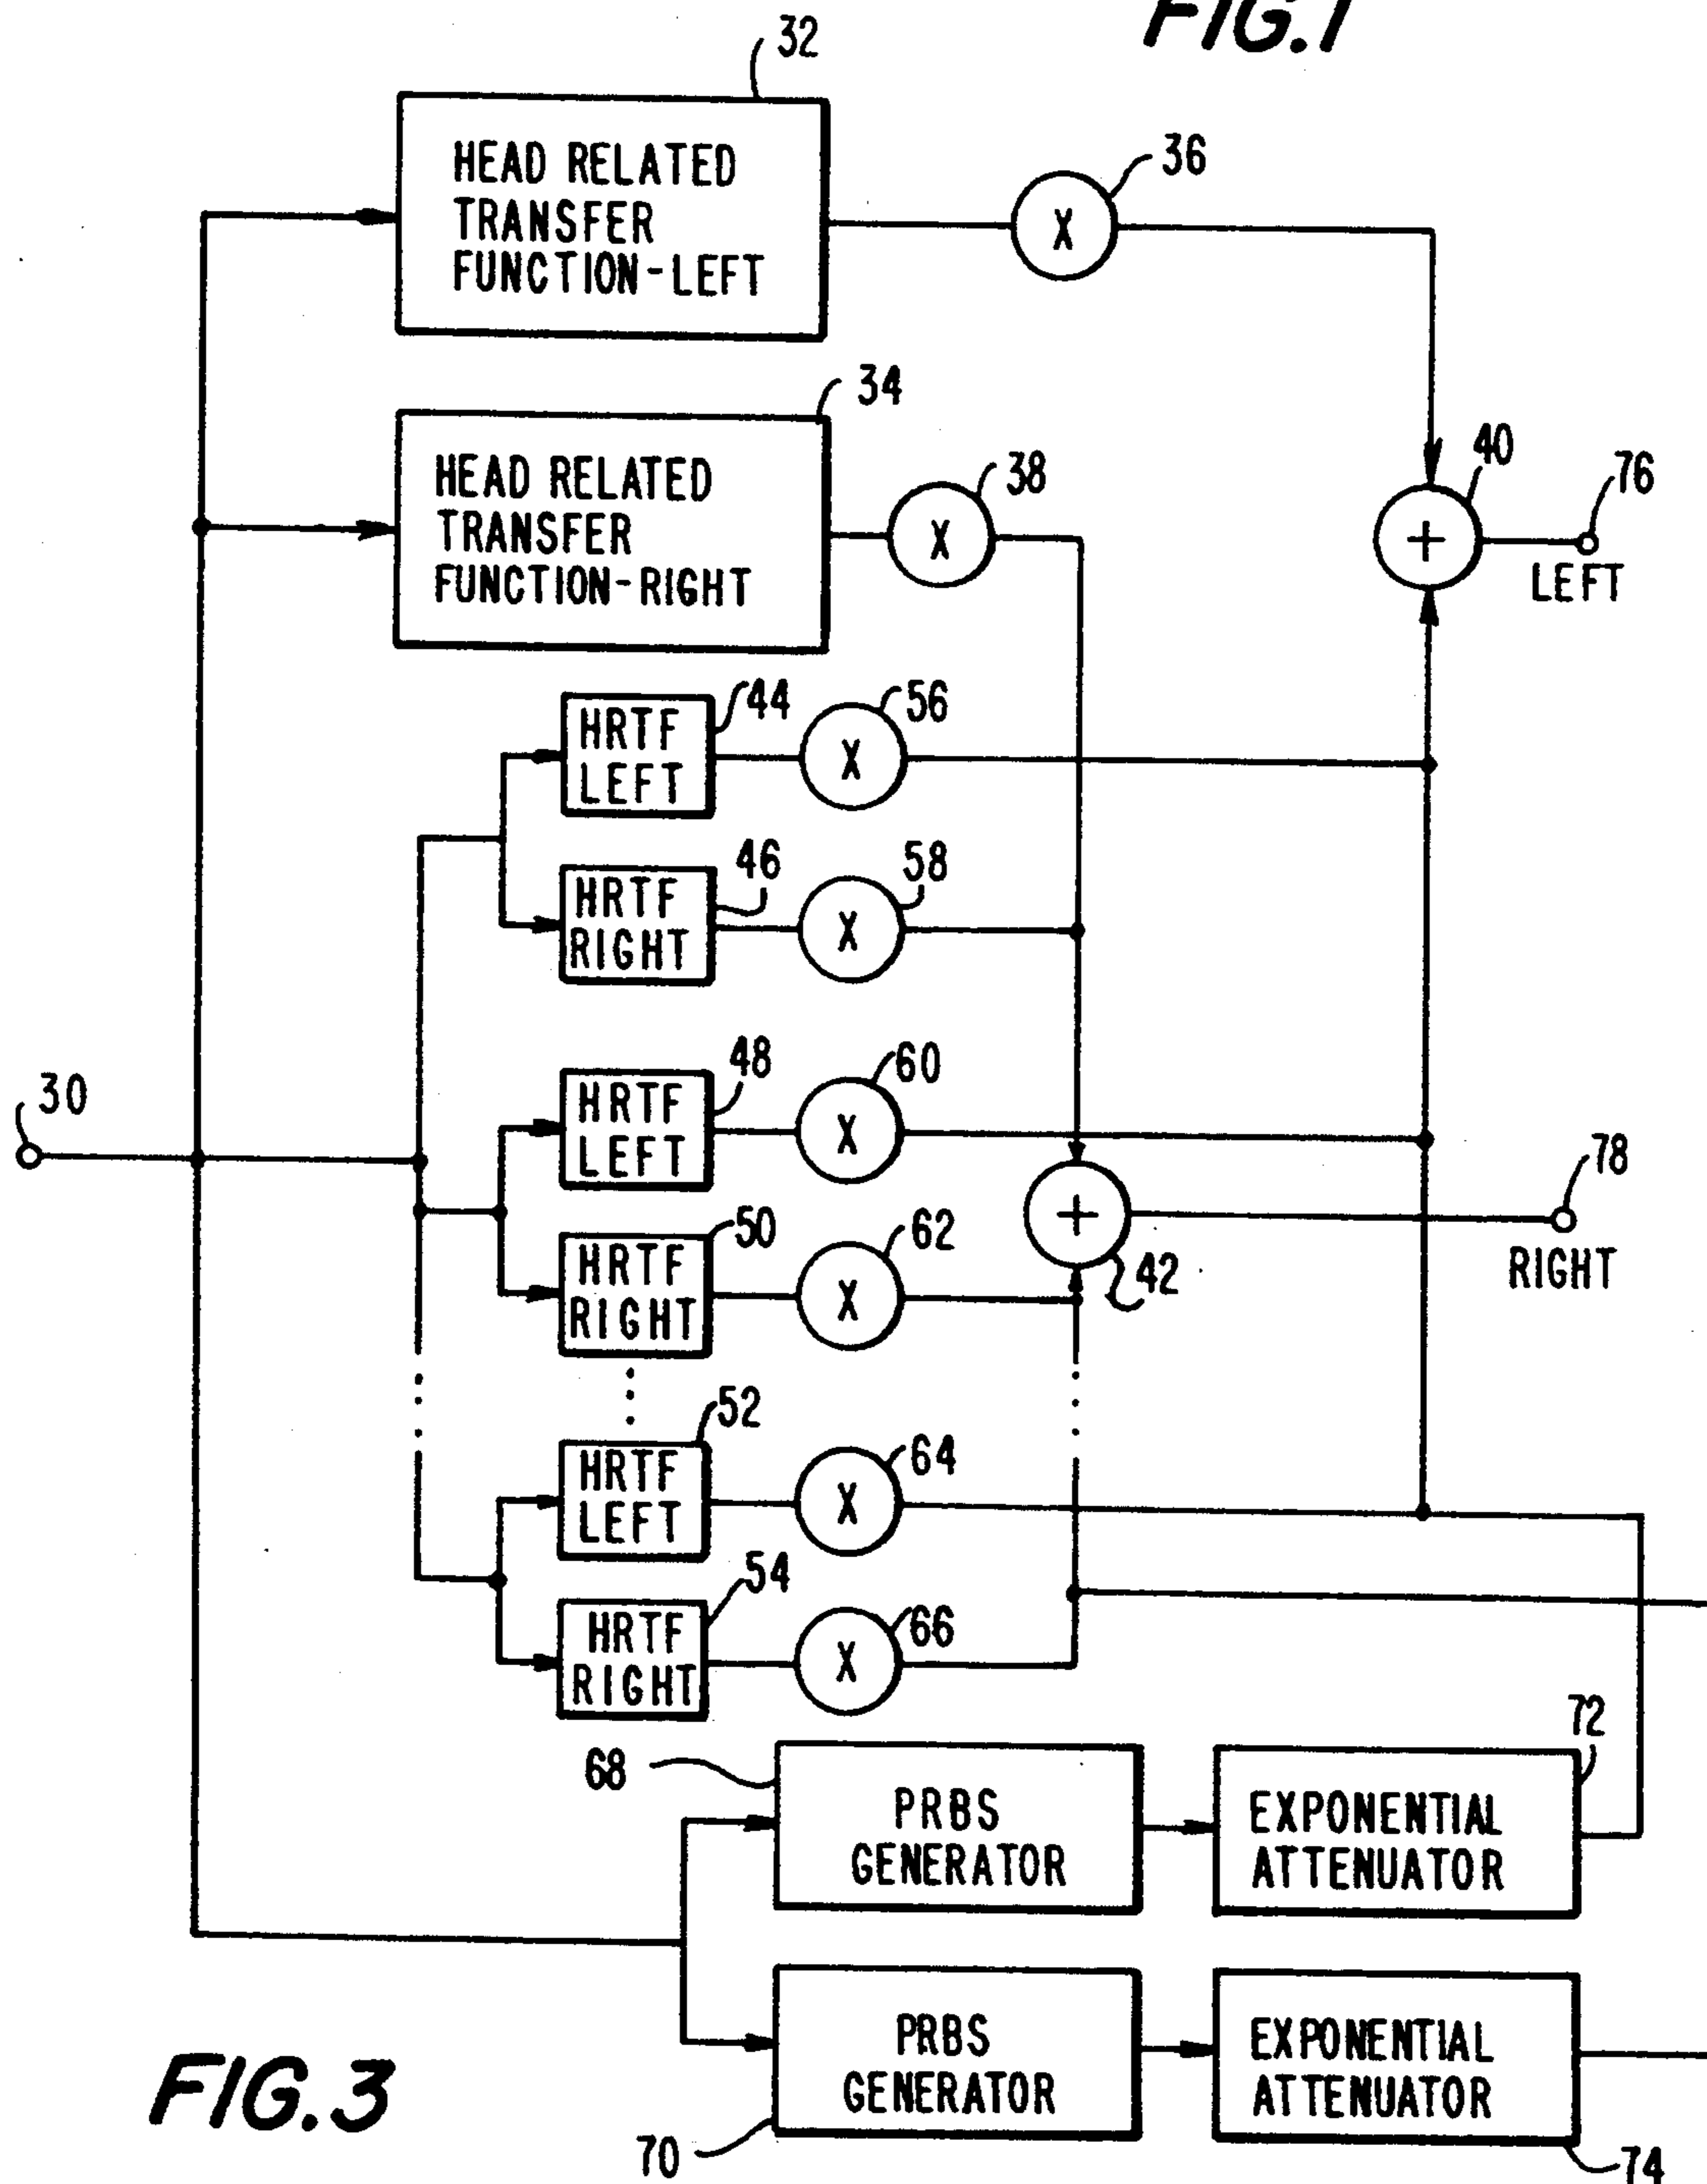 FIG.1
32
HEAD RELATED
TRANSFER
FUNCTION-LEFT
36
X
34
HEAD RELATED
TRANSFER
FUNCTION-RIGHT
38
X
40
+
76
LEFT
44
HRTF
LEFT
56
X
46
HRTF
RIGHT
58
X
30
48
HRTF
LEFT
60
X
78
+
42
RIGHT
50
HRTF
RIGHT
62
X
52
HRTF
LEFT
64
X
54
HRTF
RIGHT
66
X
68
PRBS
GENERATOR
72
EXPONENTIAL
ATTENUATOR
70
PRBS
GENERATOR
EXPONENTIAL
ATTENUATOR
74
FIG.3